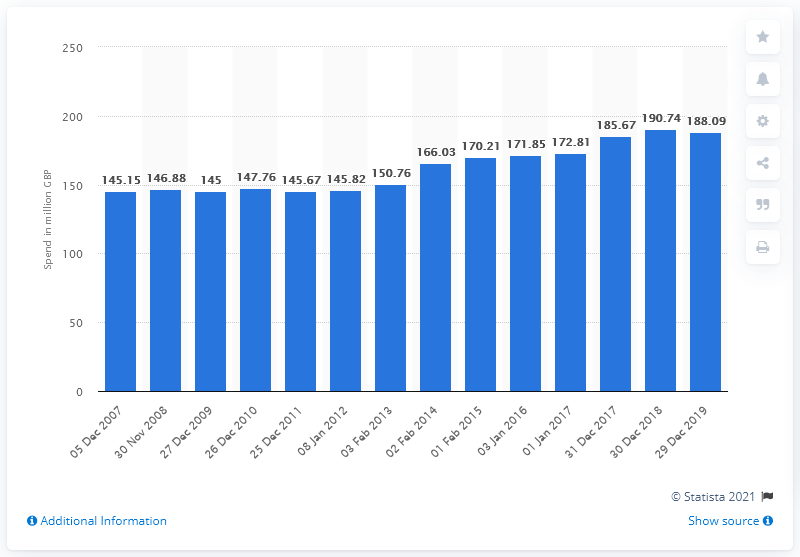 250
200
150
100
50
0
Spend in million GBP
145.15
146.88
145
147.76
145.67
145.82
150.76
166.03
170.21
171.85
172.81
185.67
190.74
188.09
05 Dec 2007
30 Nov 2008
27 Dec 2009
26 Dec 2010
25 Dec 2011
08 Jan 2012
03 Feb 2013
02 Feb 2014
01 Feb 2015
03 Jan 2016
01 Jan 2017
31 Dec 2017
30 Dec 2018
29 Dec 2019
© Statista 2021
Additional Information
Show source